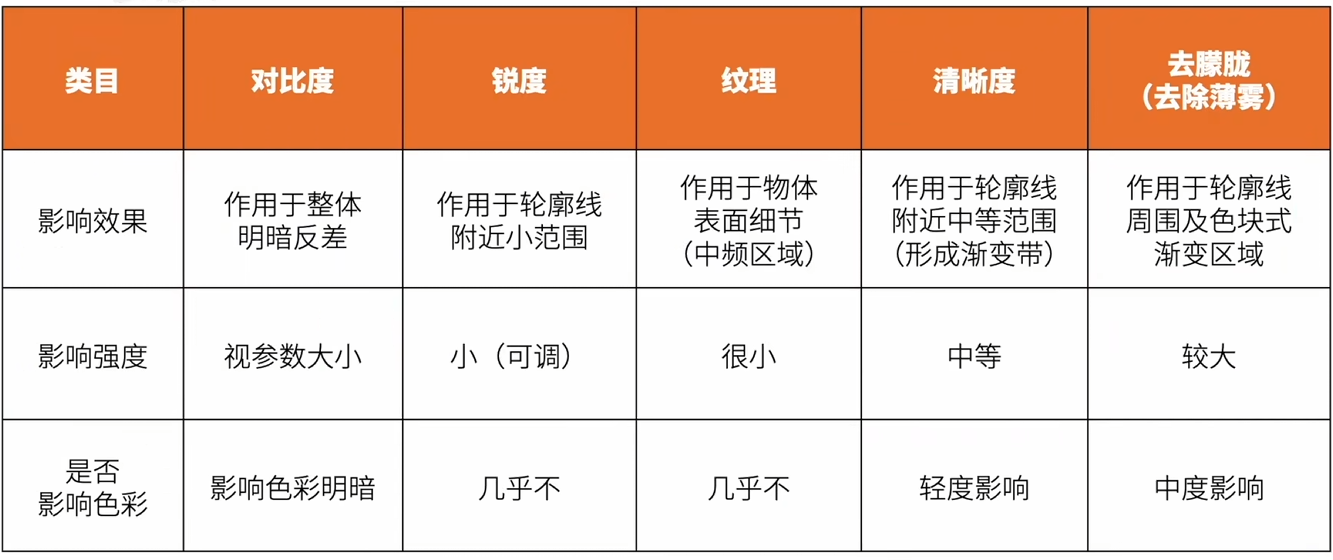 类目
对比度
锐度
纹理
清晰度
去朦胧
（去除薄雾）
影响效果
作用于整体
明暗反差
作用于轮廓线
附近小范围
作用于物体
表面细节
（中频区域）
作用于轮廓线
附近中等范围
（形成渐变带）
作用于轮廓线
周围及色块式
渐变区域
影响强度
视参数大小
小（可调）
很小
中等
较大
是否
影响色彩
影响色彩明暗
几乎不
几乎不
轻度影响
中度影响